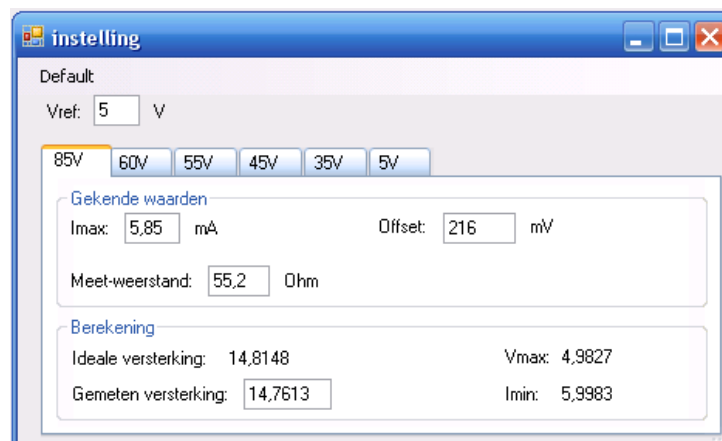 instelling
Default
Vref: 5 V
85V 60V 55V 45V 35V 5V
Gekende waarden
Imax: 5,85 mA Offset: 216 mV
Meet-weerstand: 55,2 Ohm
Berekening
Ideale versterking: 14,8148 Vmax: 4,9827
Gemeten versterking: 14,7613 Imin: 5,9983